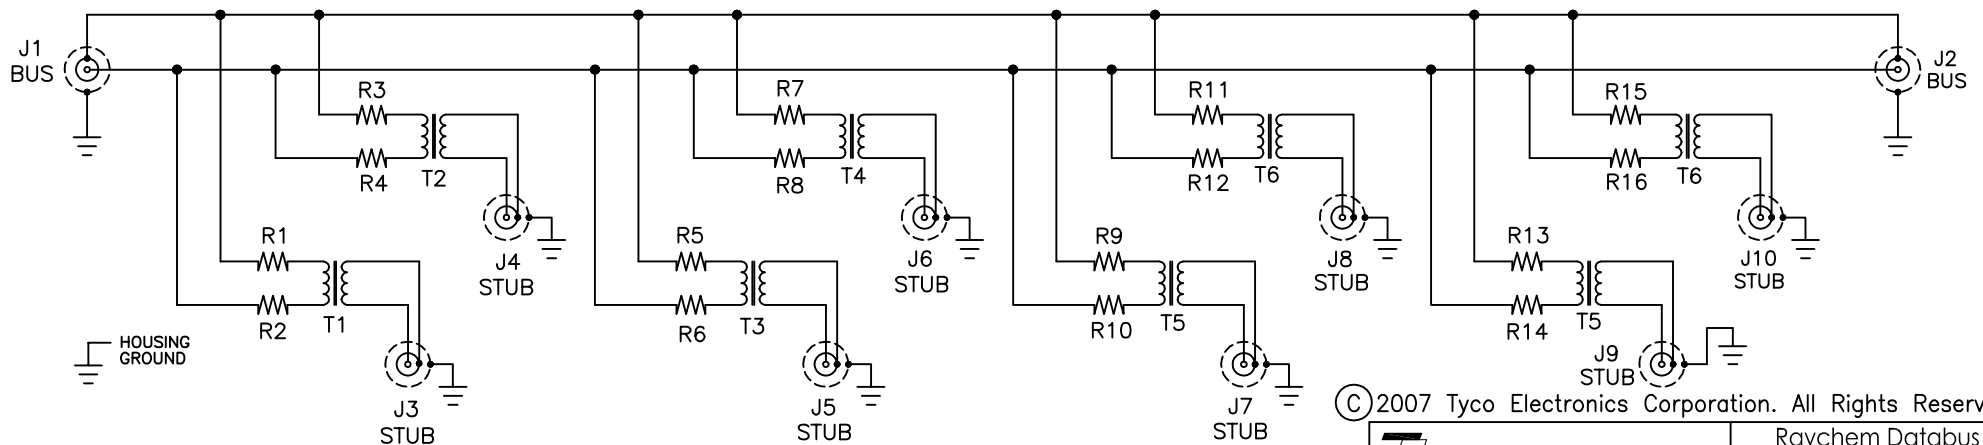 J1
BUS
J2
BUS
R3
R4
T2
R7
R8
T4
R11
R12
T6
R15
R16
T6
J4
STUB
J6
STUB
J8
STUB
J10
STUB
R1
R2
T1
R5
R6
T3
R9
R10
T5
R13
R14
T5
HOUSING
GROUND
J3
STUB
J5
STUB
J7
STUB
J9
STUB
© 2007 Tyco Electronics Corporation. All Rights Reserv
Raychem Databus